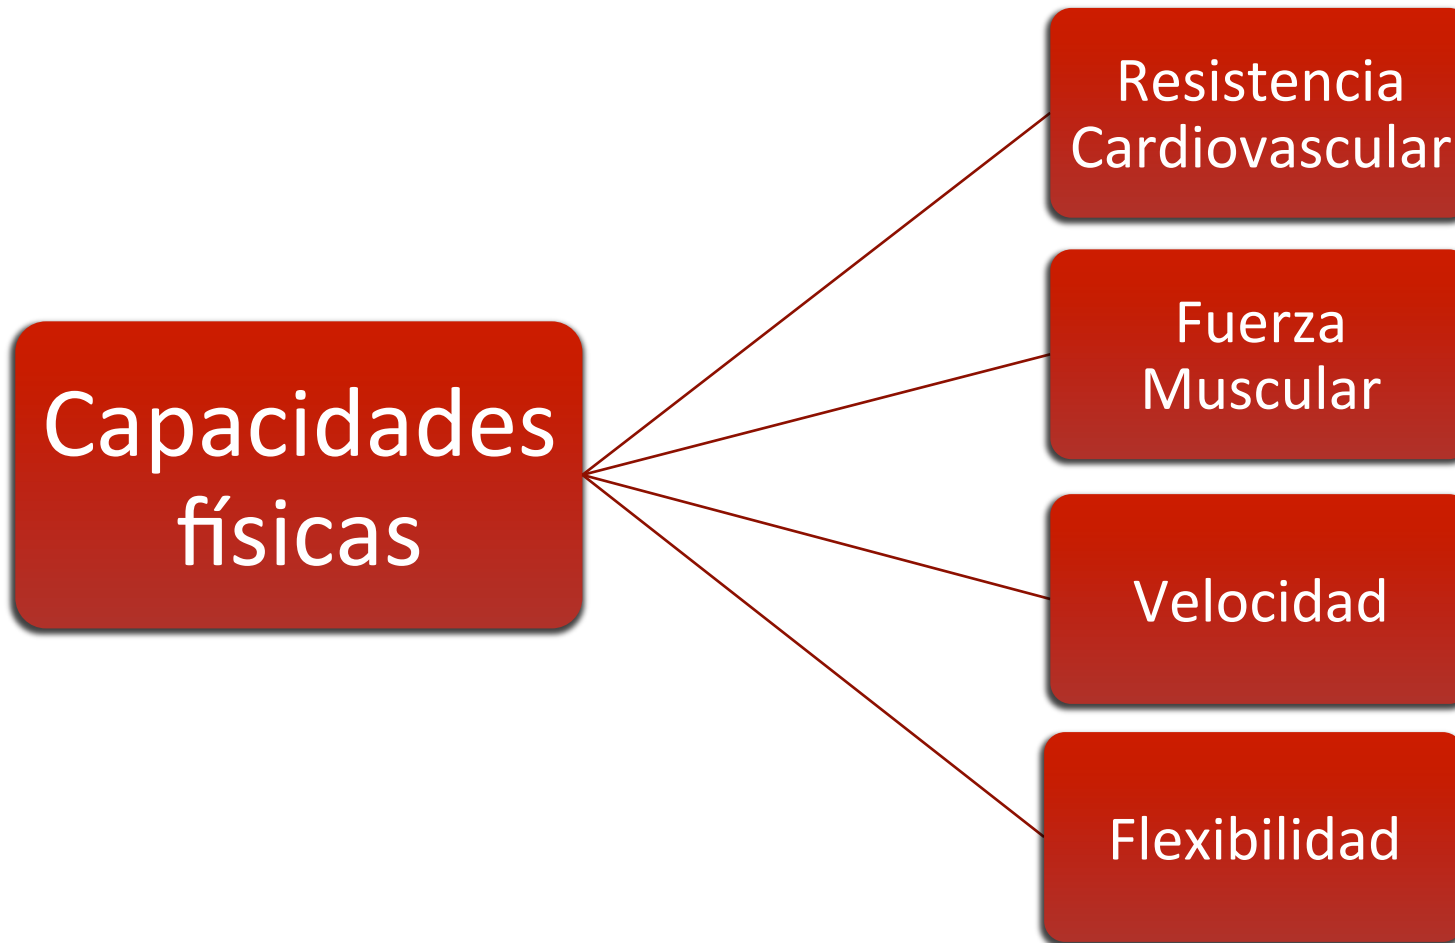 Capacidades
físicas
Resistencia
Cardiovascular
Fuerza
Muscular
Velocidad
Flexibilidad